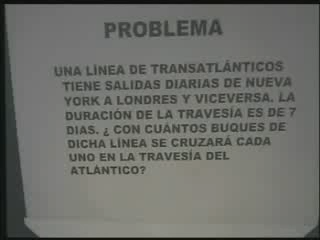 PROBLEMA
UNA LÍNEA DE TRANSATLÁNTICOS
TIENE SALIDAS DIARIAS DE NUEVA
YORK A LONDRES Y VICEVERSA. LA
DURACIÓN DE LA TRAVESÍA ES DE 7
DIAS. ¿ CON CUÁNTOS BUQUES DE
DICHA LÍNEA SE CRUZARÁ CADA
UNO EN LA TRAVESÍA DEL
ATLÁNTICO?